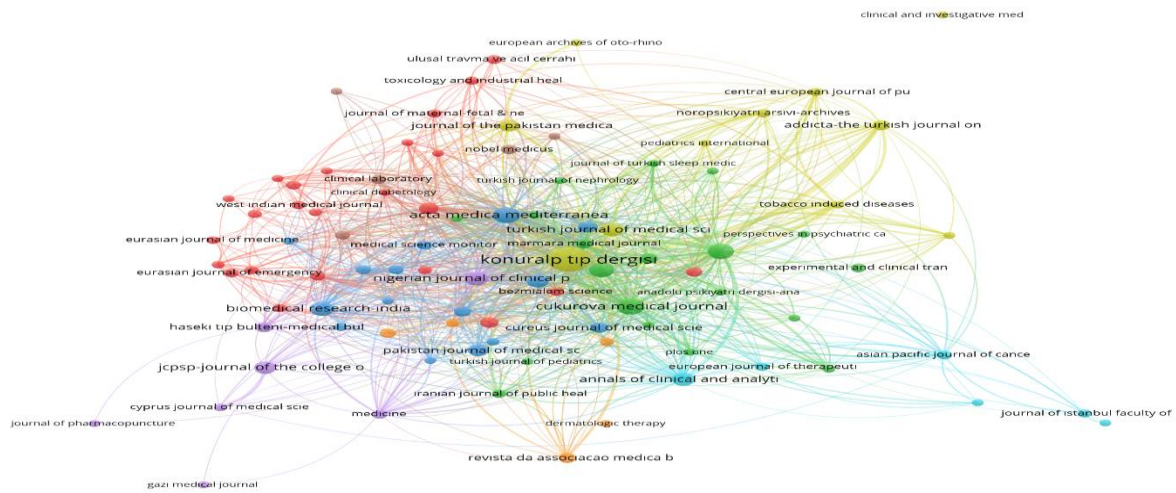 clinical and investigative med
european archives of oto-rhino
ulusal travma ve acil cerrahi
toxicology and industrial heal
central european journal of pu
journal of maternal-fetal & ne
noropsikiyatri arsivi-archives
journal of the pakistan medica
addicta-the turkish journal on
pediatrics international
nobel medicus
journal of turkish sleep medic
clinical laboratory
turkish journal of nephrology
clinical diabetology
west indian medical journal
tobacco induced diseases
acta medica mediterranea
turkish journal of medical sci
perspectives in psychiatric ca
eurasian journal of medicine
medical science monitor
marmara medical journal
konuralp tip dergisi
eurasian journal of emergency
nigerian journal of clinical p
experimental and clinical tran
bezmialem science
anadolu psikiyatri dergisi-ana
biomedical research-india
cukurova medical journal
haseki tip bulteni-medical bul
cureus journal of medical scie
pakistan journal of medical sc
plos one
asian pacific journal of cance
turkish journal of pediatrics
european journal of therapeuti
jcpsp-journal of the college o
annals of clinical and analyti
iranian journal of public heal
cyprus journal of medical scie
medicine
journal of istanbul faculty of
journal of pharmacopuncture
dermatologic therapy
revista da associacao medica b
gazi medical journal